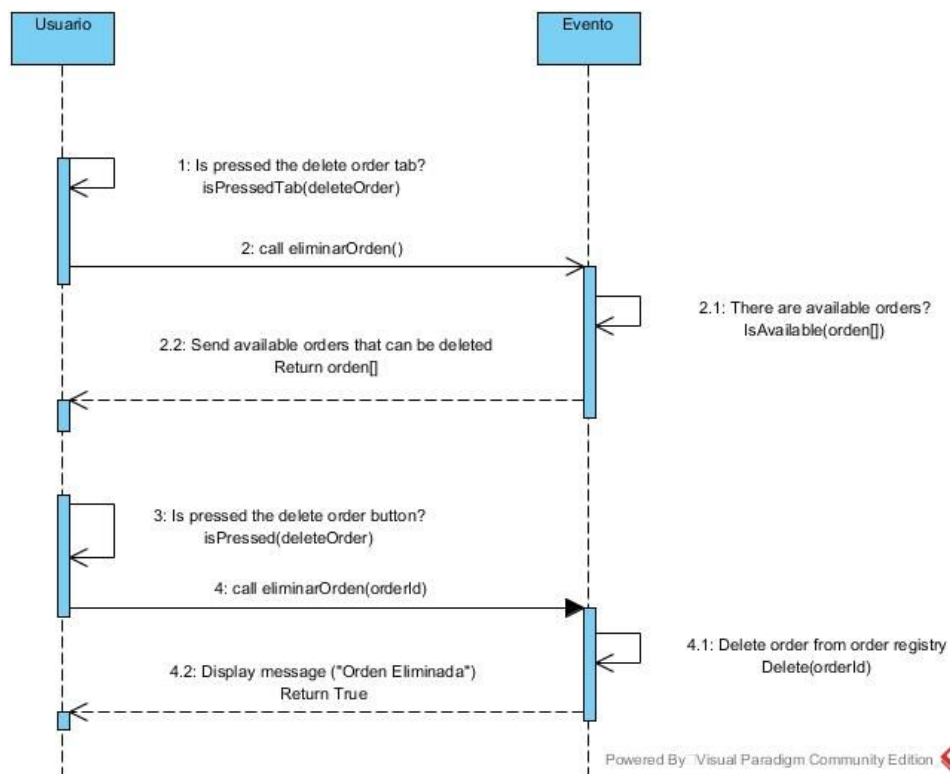 Usuario
Evento
1: Is pressed the delete order tab?
isPressedTab(deleteOrder)
2: call eliminarOrden()
2.1: There are available orders?
IsAvailable(orden[])
2.2: Send available orders that can be deleted
Return orden[]
3: Is pressed the delete order button?
isPressed(deleteOrder)
4: call eliminarOrden(orderId)
4.1: Delete order from order registry
Delete(orderId)
4.2: Display message ("Orden Eliminada")
Return True
Powered By Visual Paradigm Community Edition